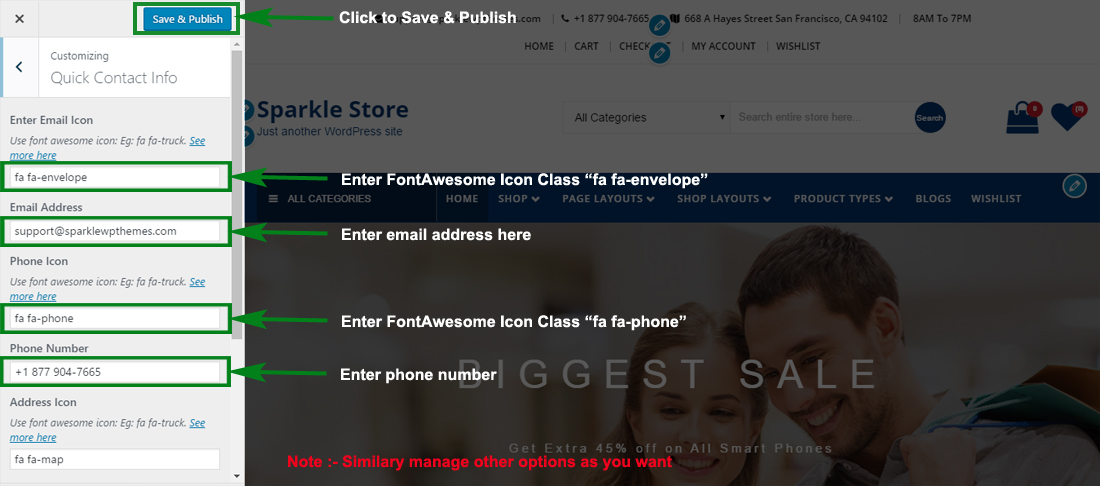 Save & Publish
Click to Save & Publish
.com
+1 877 904-7665
668 A Hayes Street San Francisco, CA 94102
8AM To 7PM
HOME
CART
MY ACCOUNT
WISHLIST
Customizing
Quick Contact Info
Sparkle Store
Just another WordPress site
All Categories
Search entire store here...
Search
(0)
Enter Email Icon
Use font awesome icon: Eg: fa fa-truck. See
more here
fa fa-envelope
Enter FontAwesome Icon Class “fa fa-envelope”
ALL CATEGORIES
HOME
SHOP
PAGE LAYOUTS
SHOP LAYOUTS
PRODUCT TYPES
BLOGS
WISHLIST
Email Address
support@sparklewpthemes.com
Enter email address here
Phone Icon
Use font awesome icon: Eg: fa fa-truck. See
more here
fa fa-phone
Enter FontAwesome Icon Class “fa fa-phone”
Phone Number
+1 877 904-7665
Enter phone number
BIGGEST SALE
Address Icon
Use font awesome icon: Eg: fa fa-truck. See
more here
fa fa-map
Get Extra 45% off on All Smart Phones
Note :- Similary manage other options as you want